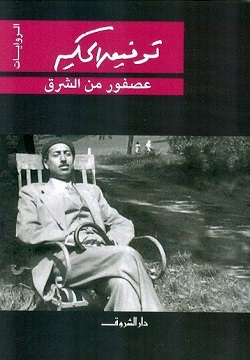 الروايات
توفيق الحكيم
عصفور من الشرق
دار الشروق